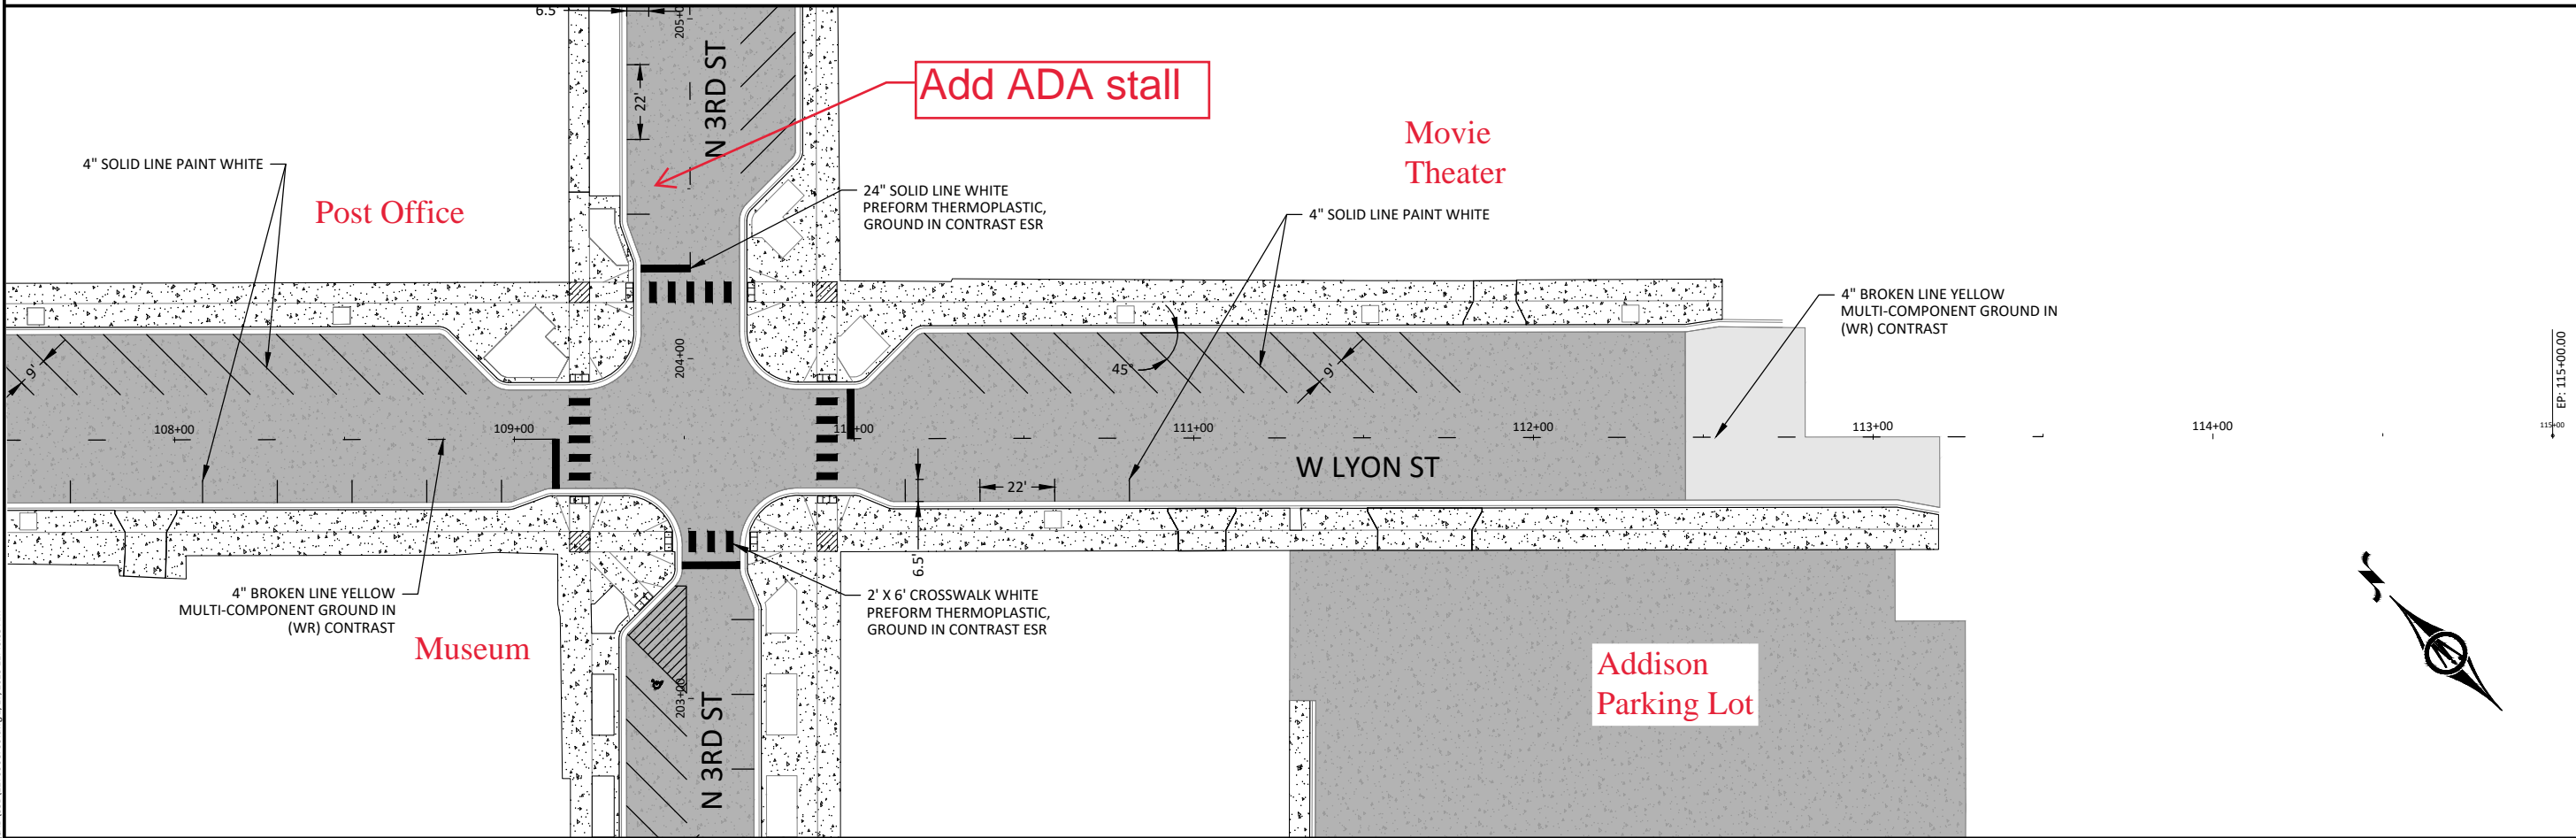 6.5'
205+0
N 3RD ST
22'
Add ADA stall
Movie
Theater
4" SOLID LINE PAINT WHITE
Post Office
24" SOLID LINE WHITE
PREFORM THERMOPLASTIC,
GROUND IN CONTRAST ESR
4" SOLID LINE PAINT WHITE
4" BROKEN LINE YELLOW
MULTI-COMPONENT GROUND IN
(WR) CONTRAST
EP: 115+00.00
9'
204+00
45°
9'
108+00
109+00
110+00
111+00
112+00
113+00
114+00
115+00
W LYON ST
22'
6.5'
4" BROKEN LINE YELLOW
MULTI-COMPONENT GROUND IN
(WR) CONTRAST
2' X 6' CROSSWALK WHITE
PREFORM THERMOPLASTIC,
GROUND IN CONTRAST ESR
Museum
203+00
N 3RD ST
Addison
Parking Lot
N